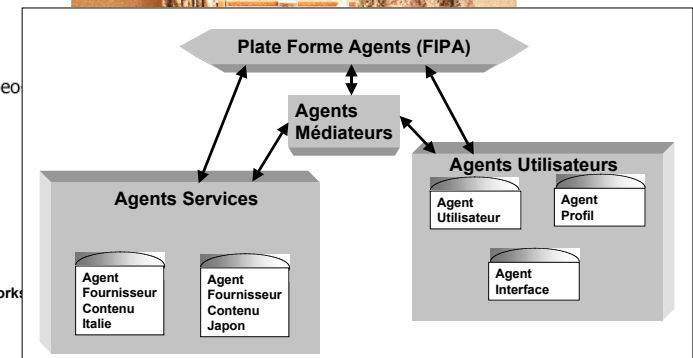 Plate Forme Agents (FIPA)
Agents
Médiateurs
Agents Services
Agent
Fournisseur
Contenu
Italie
Agent
Fournisseur
Contenu
Japon
Agents Utilisateurs
Agent
Utilisateur
Agent
Profil
Agent
Interface